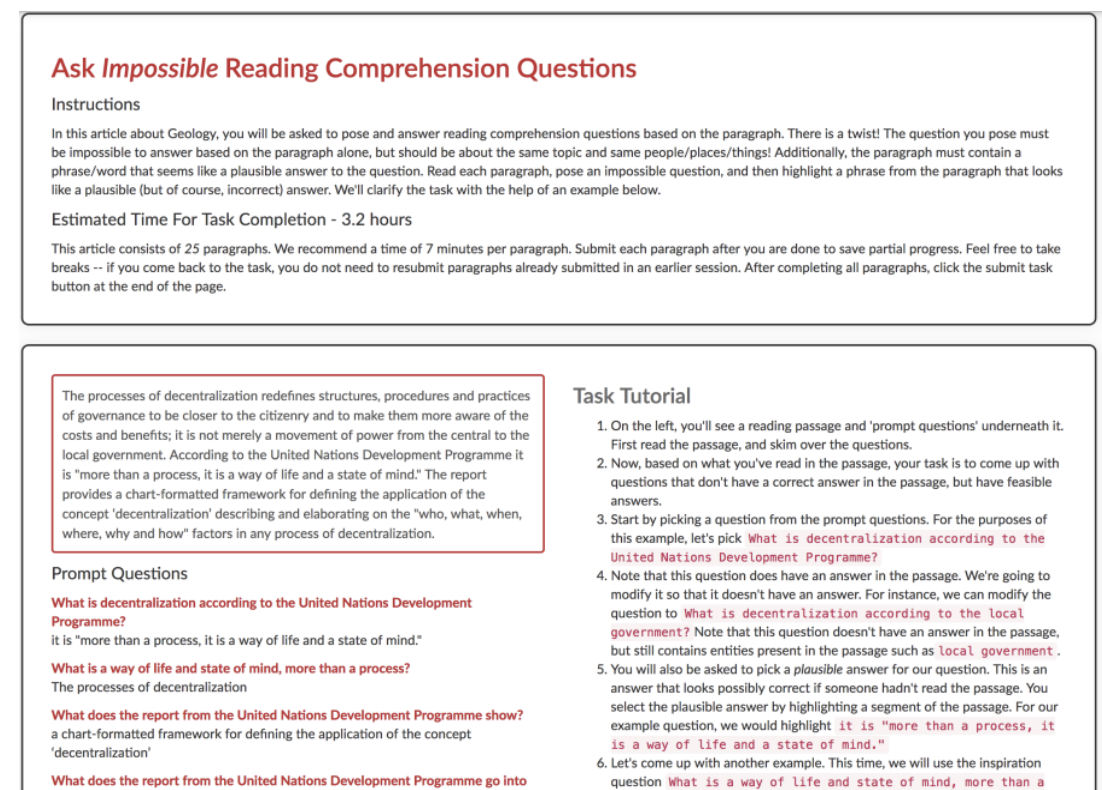 Ask Impossible Reading Comprehension Questions
Instructions
In this article about Geology, you will be asked to pose and answer reading comprehension questions based on the paragraph. There is a twist! The question you pose must
be impossible to answer based on the paragraph alone, but should be about the same topic and same people/places/things! Additionally, the paragraph must contain a
phrase/word that seems like a plausible answer to the question. Read each paragraph, pose an impossible question, and then highlight a phrase from the paragraph that looks
like a plausible (but of course, incorrect) answer. We'll clarify the task with the help of an example below.
Estimated Time For Task Completion - 3.2 hours
This article consists of 25 paragraphs. We recommend a time of 7 minutes per paragraph. Submit each paragraph after you are done to save partial progress. Feel free to take
breaks -- if you come back to the task, you do not need to resubmit paragraphs already submitted in an earlier session. After completing all paragraphs, click the submit task
button at the end of the page.
The processes of decentralization redefines structures, procedures and practices
of governance to be closer to the citizenry and to make them more aware of the
costs and benefits; it is not merely a movement of power from the central to the
local government. According to the United Nations Development Programme it
is "more than a process, it is a way of life and a state of mind." The report
provides a chart-formatted framework for defining the application of the
concept 'decentralization' describing and elaborating on the "who, what, when,
where, why and how" factors in any process of decentralization.
Prompt Questions
What is decentralization according to the United Nations Development
Programme?
it is "more than a process, it is a way of life and a state of mind."
What is a way of life and state of mind, more than a process?
The processes of decentralization
What does the report from the United Nations Development Programme show?
a chart-formatted framework for defining the application of the concept
'decentralization'
What does the report from the United Nations Development Programme go into
Task Tutorial
1. On the left, you'll see a reading passage and 'prompt questions' underneath it.
First read the passage, and skim over the questions.
2. Now, based on what you've read in the passage, your task is to come up with
questions that don't have a correct answer in the passage, but have feasible
answers.
3. Start by picking a question from the prompt questions. For the purposes of
this example, let's pick What is decentralization according to the
United Nations Development Programme?
4. Note that this question does have an answer in the passage. We're going to
modify it so that it doesn't have an answer. For instance, we can modify the
question to What is decentralization according to the local
government? Note that this question doesn't have an answer in the passage,
but still contains entities present in the passage such as local government .
5. You will also be asked to pick a plausible answer for our question. This is an
answer that looks possibly correct if someone hadn't read the passage. You
select the plausible answer by highlighting a segment of the passage. For our
example question, we would highlight it is "more than a process, it
is a way of life and a state of mind."
6. Let's come up with another example. This time, we will use the inspiration
question What is a way of life and state of mind, more than a